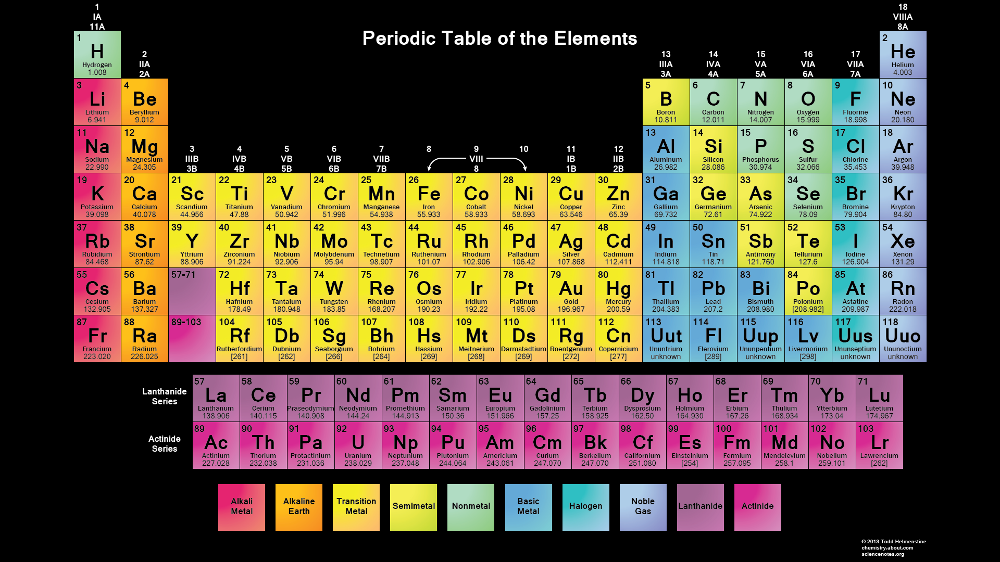 1 18
IA VIIIA
11A 8A
Periodic Table of the Elements
1 2
H He
Hydrogen Helium
1.008 4.003
2 13 14 15 16 17
IIA IIIA IVA VA VIA VIIA
2A 3A 4A 5A 6A 7A
3 4 5 6 7 8 9 10
Li Be B C N O F Ne
Lithium Beryllium Boron Carbon Nitrogen Oxygen Fluorine Neon
6.941 9.012 10.811 12.011 14.007 15.999 18.998 20.180
11 12 13 14 15 16 17 18
Na Mg Al Si P S Cl Ar
Sodium Magnesium Aluminum Silicon Phosphorus Sulfur Chlorine Argon
22.990 24.305 26.982 28.086 30.974 32.066 35.453 39.948
3 4 5 6 7 8 9 10 11 12
IIIB IVB VB VIB VIIB VIII IB IIB
3B 4B 5B 6B 7B 8 1B 2B
19 20 21 22 23 24 25 26 27 28 29 30 31 32 33 34 35 36
K Ca Sc Ti V Cr Mn Fe Co Ni Cu Zn Ga Ge As Se Br Kr
Potassium Calcium Scandium Titanium Vanadium Chromium Manganese Iron Cobalt Nickel Copper Zinc Gallium Germanium Arsenic Selenium Bromine Krypton
39.098 40.078 44.956 47.88 50.942 51.996 54.938 55.933 58.933 58.693 63.546 65.39 69.732 72.61 74.922 78.09 79.904 84.80
37 38 39 40 41 42 43 44 45 46 47 48 49 50 51 52 53 54
Rb Sr Y Zr Nb Mo Tc Ru Rh Pd Ag Cd In Sn Sb Te I Xe
Rubidium Strontium Yttrium Zirconium Niobium Molybdenum Technetium Ruthenium Rhodium Palladium Silver Cadmium Indium Tin Antimony Tellurium Iodine Xenon
84.468 87.62 88.906 91.224 92.906 95.94 98.907 101.07 102.906 106.42 107.868 112.411 114.818 118.71 121.760 127.6 126.904 131.29
55 56 57-71 72 73 74 75 76 77 78 79 80 81 82 83 84 85 86
Cs Ba Hf Ta W Re Os Ir Pt Au Hg Tl Pb Bi Po At Rn
Cesium Barium Hafnium Tantalum Tungsten Rhenium Osmium Iridium Platinum Gold Mercury Thallium Lead Bismuth Polonium Astatine Radon
132.905 137.327 178.49 180.948 183.85 168.207 190.23 192.22 195.08 196.967 200.59 204.383 207.2 208.980 [208.982] 209.987 222.018
87 88 89-103 104 105 106 107 108 109 110 111 112 113 114 115 116 117 118
Fr Ra Rf Db Sg Bh Hs Mt Ds Rg Cn Uut Fl Uup Lv Uus Uuo
Francium Radium Rutherfordium Dubnium Seaborgium Bohrium Hassium Meitnerium Darmstadtium Roentgenium Copernicium Ununtrium Flerovium Ununpentium Livermorium Ununseptium Ununoctium
223.020 226.025 [261] [262] [266] [264] [269] [268] [269] [272] [277] unknown [289] unknown [298] unknown unknown
Lanthanide
Series
57 58 59 60 61 62 63 64 65 66 67 68 69 70 71
La Ce Pr Nd Pm Sm Eu Gd Tb Dy Ho Er Tm Yb Lu
Lanthanum Cerium Praseodymium Neodymium Promethium Samarium Europium Gadolinium Terbium Dysprosium Holmium Erbium Thulium Ytterbium Lutetium
138.906 140.115 140.908 144.24 144.913 150.36 151.966 157.25 158.925 162.50 164.930 167.26 168.934 173.04 174.967
Actinide
Series
89 90 91 92 93 94 95 96 97 98 99 100 101 102 103
Ac Th Pa U Np Pu Am Cm Bk Cf Es Fm Md No Lr
Actinium Thorium Protactinium Uranium Neptunium Plutonium Americium Curium Berkelium Californium Einsteinium Fermium Mendelevium Nobelium Lawrencium
227.028 232.038 231.036 238.029 237.048 244.064 243.061 247.070 247.070 251.080 [254] 257.095 258.1 259.101 [262]
Alkali Metal
Alkaline Earth
Transition Metal
Semimetal
Nonmetal
Basic Metal
Halogen
Noble Gas
Lanthanide
Actinide
© 2013 Todd Helmenstine
chemistry.about.com
sciencenotes.org